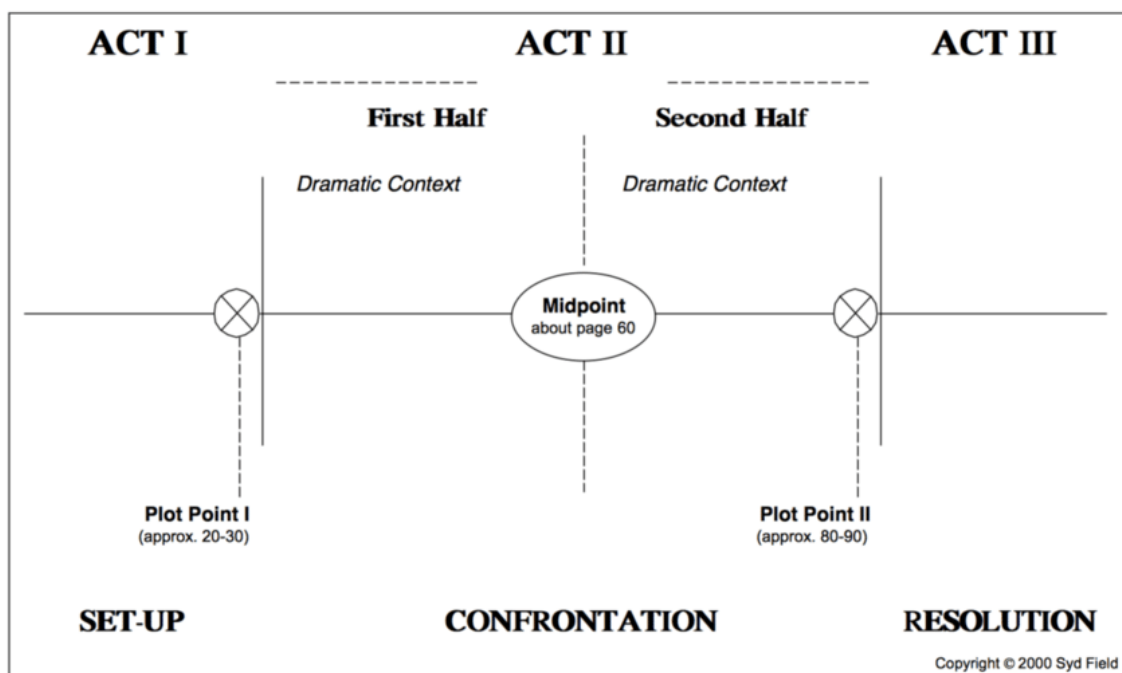 ACT I
ACT II
ACT III
First Half
Second Half
Dramatic Context
Dramatic Context
Midpoint
about page 60
Plot Point I
(approx. 20-30)
Plot Point II
(approx. 80-90)
SET-UP
CONFRONTATION
RESOLUTION
Copyright © 2000 Syd Field